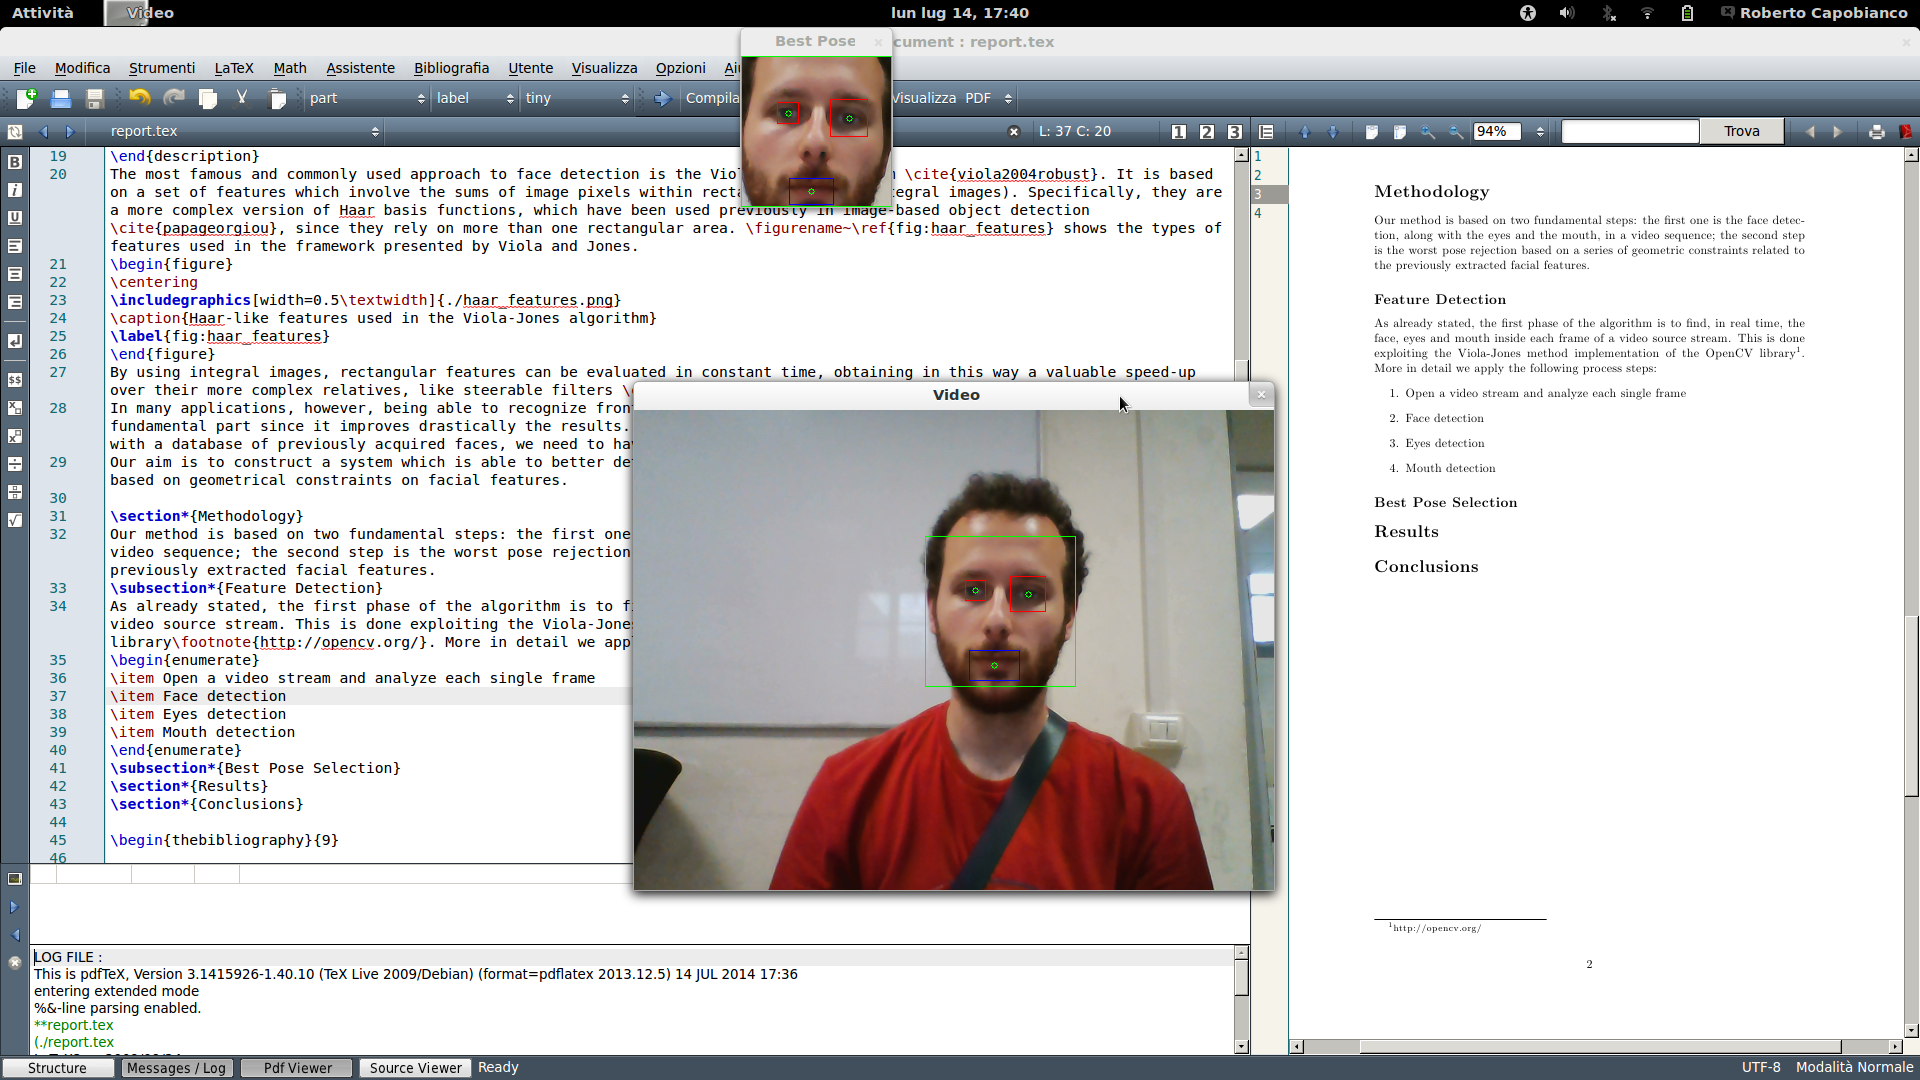 Attività Video lun lug 14, 17:40 Roberto Capobianco
Best Pose
cument : report.tex
File Modifica Strumenti LaTeX Math Assistente Bibliografia Utente Visualizza Opzioni
part label tiny Compila Visualizza PDF
report.tex L: 37 C: 20 1 2 3 94% Trova
19 \end{description}
20 The most famous and commonly used approach to face detection is the \cite{viola2004robust}. It is based
on a set of features which involve the sums of image pixels within egral images). Specifically, they are
a more complex version of Haar basis functions, which have been used previously in image-based object detection
\cite{papageorgiou}, since they rely on more than one rectangular area. \figurename~\ref{fig:haar_features} shows the types of
features used in the framework presented by Viola and Jones.
21 \begin{figure}
22 \centering
23 \includegraphics[width=0.5\textwidth]{./haar_features.png}
24 \caption{Haar-like features used in the Viola-Jones algorithm}
25 \label{fig:haar_features}
26 \end{figure}
27 By using integral images, rectangular features can be evaluated in constant time, obtaining in this way a valuable speed-up
over their more complex relatives, like steerable filters \
28 In many applications, however, being able to recognize
fundamental part since it improves drastically the results.
with a database of previously acquired faces, we need to
29 Our aim is to construct a system which is able to better
based on geometrical constraints on facial features.
30
31 \section*{Methodology}
32 Our method is based on two fundamental steps: the first one
video sequence; the second step is the worst pose rejection
previously extracted facial features.
33 \subsection*{Feature Detection}
34 As already stated, the first phase of the algorithm is to
video source stream. This is done exploiting the
library\footnote{http://opencv.org/}. More in detail we
35 \begin{enumerate}
36 \item Open a video stream and analyze each single frame
37 \item Face detection
38 \item Eyes detection
39 \item Mouth detection
40 \end{enumerate}
41 \subsection*{Best Pose Selection}
42 \section*{Results}
43 \section*{Conclusions}
44
45 \begin{thebibliography}{9}
46
Video
LOG FILE :
This is pdfTeX, Version 3.1415926-1.40.10 (TeX Live 2009/Debian) (format=pdflatex 2013.12.5) 14 JUL 2014 17:36
entering extended mode
%&-line parsing enabled.
**report.tex
(./report.tex
1
2
3
4
Methodology
Our method is based on two fundamental steps: the first one is the face detec-
tion, along with the eyes and the mouth, in a video sequence; the second step
is the worst pose rejection based on a series of geometric constraints related to
the previously extracted facial features.
Feature Detection
As already stated, the first phase of the algorithm is to find, in real time, the
face, eyes and mouth inside each frame of a video source stream. This is done
exploiting the Viola-Jones method implementation of the OpenCV library1.
More in detail we apply the following process steps:
1. Open a video stream and analyze each single frame
2. Face detection
3. Eyes detection
4. Mouth detection
Best Pose Selection
Results
Conclusions
1http://opencv.org/
2
Structure Messages / Log Pdf Viewer Source Viewer Ready UTF-8 Modalità Normale